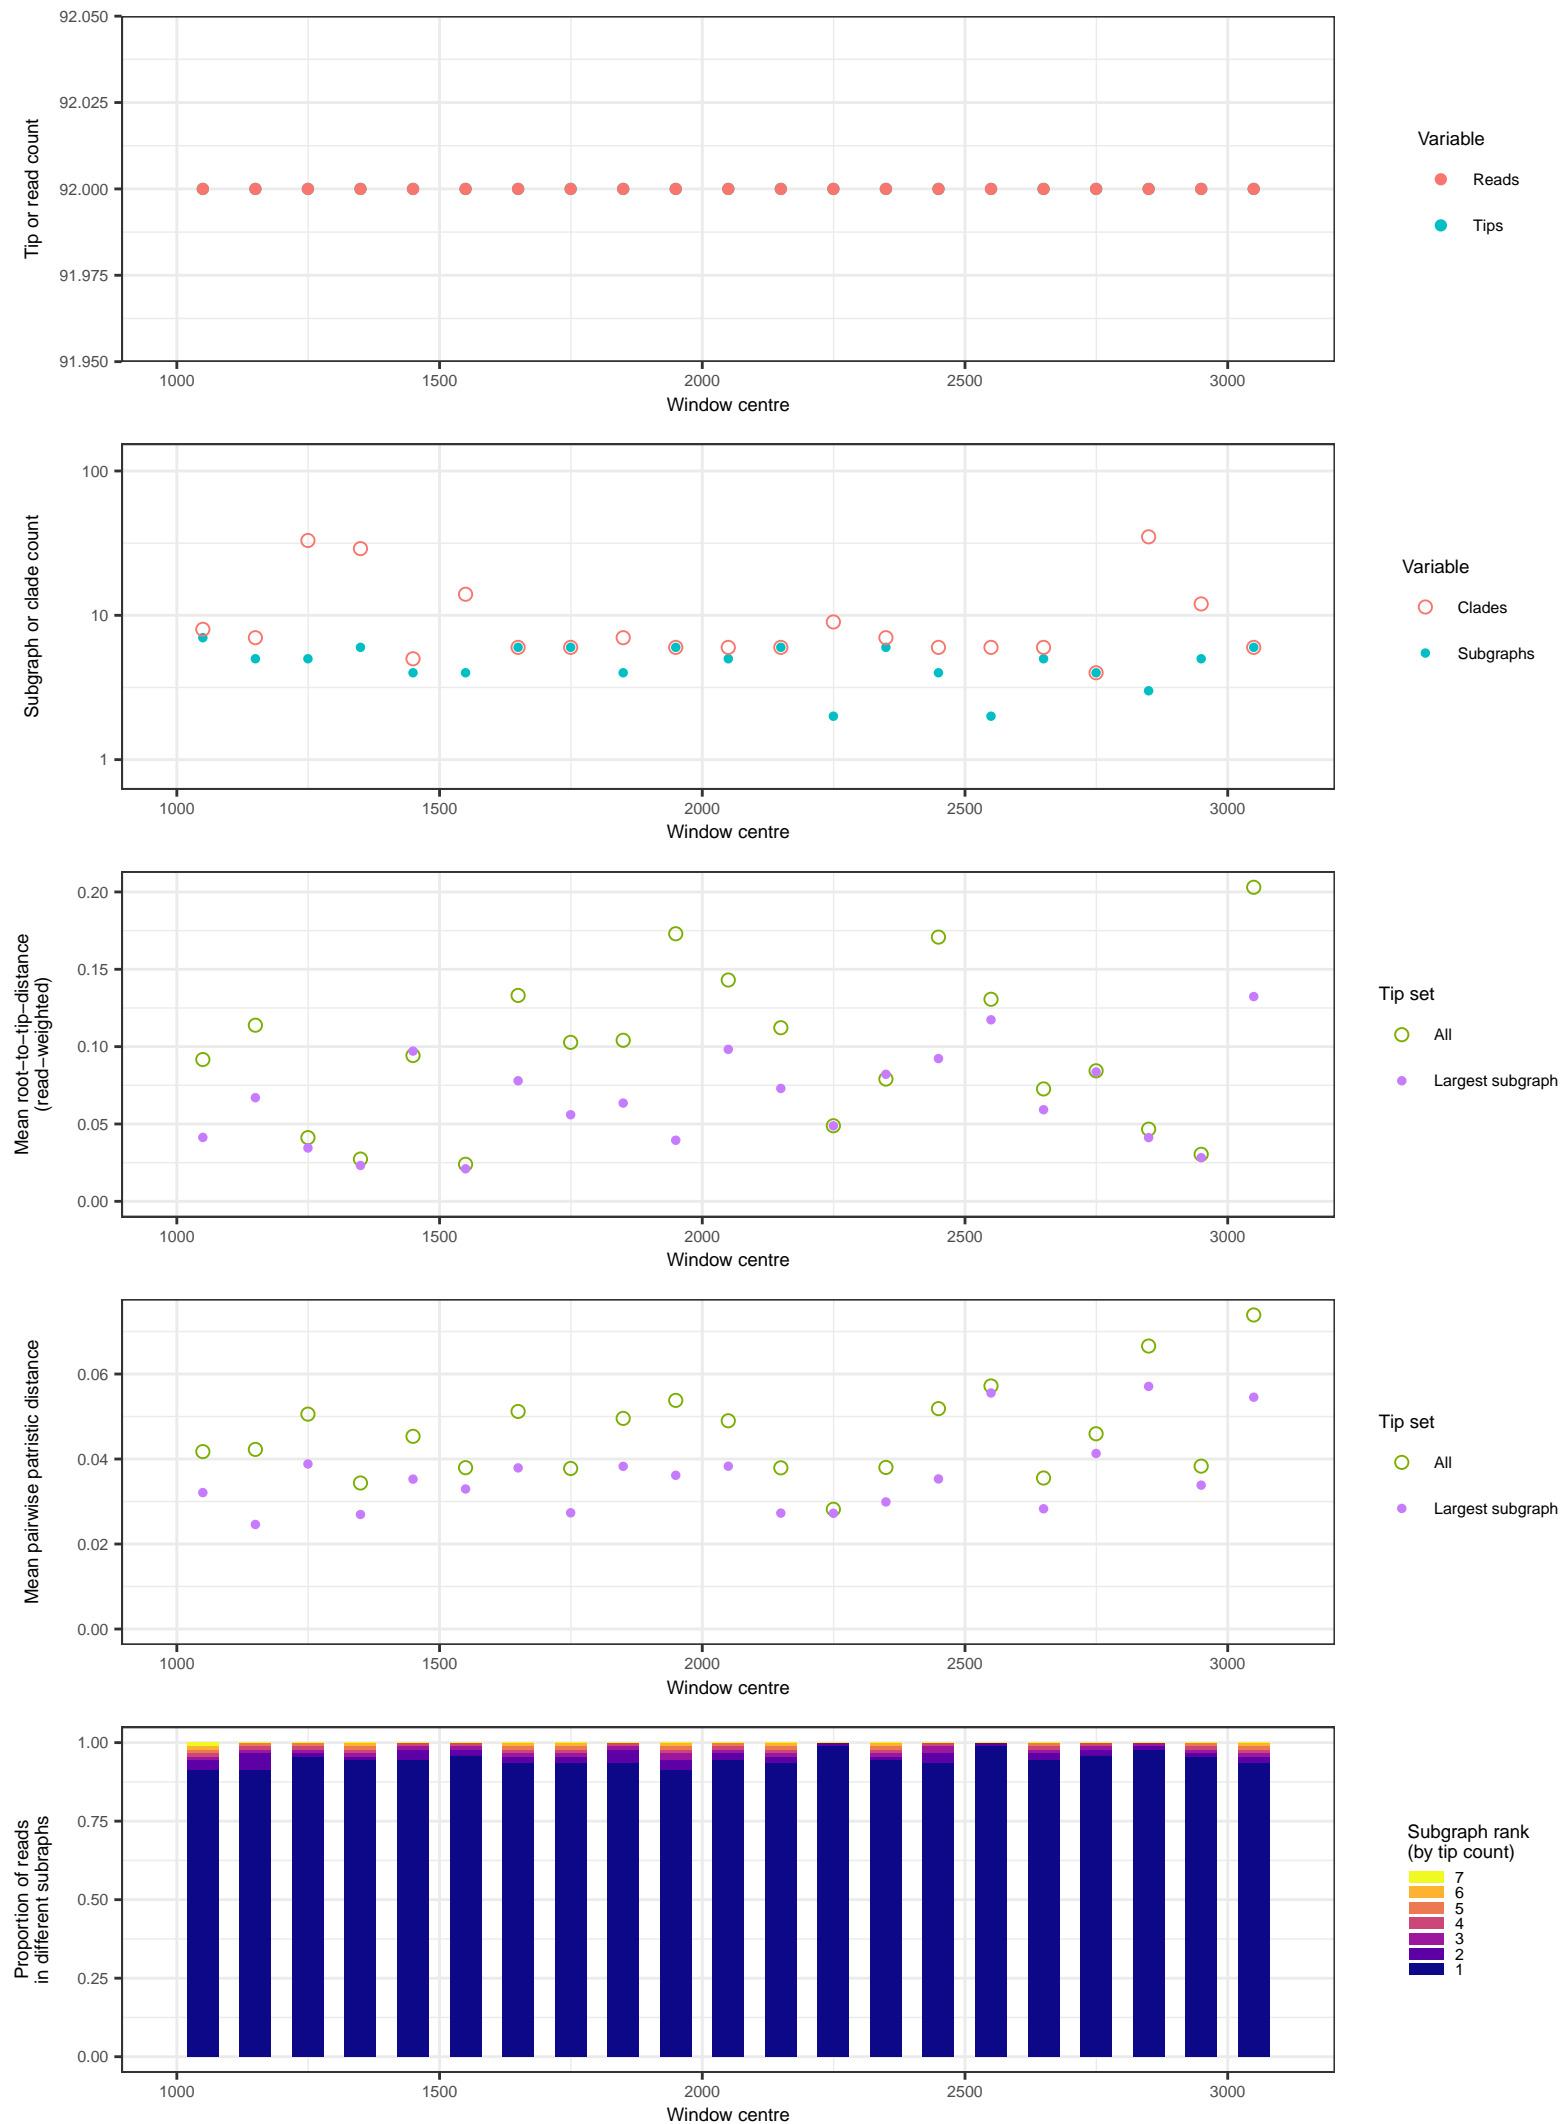 92.050
92.025
92.000
91.975
91.950
Tip or read count
1000 1500 2000 2500 3000
Window centre
Variable
Reads
Tips
100
10
1
Subgraph or clade count
1000 1500 2000 2500 3000
Window centre
Variable
Clades
Subgraphs
0.20
0.15
0.10
0.05
0.00
Mean root−to−tip−distance
(read−weighted)
1000 1500 2000 2500 3000
Window centre
Tip set
All
Largest subgraph
0.06
0.04
0.02
0.00
Mean pairwise patristic distance
1000 1500 2000 2500 3000
Window centre
Tip set
All
Largest subgraph
1.00
0.75
0.50
0.25
0.00
Proportion of reads
in different subraphs
1000 1500 2000 2500 3000
Window centre
Subgraph rank
(by tip count)
7
6
5
4
3
2
1